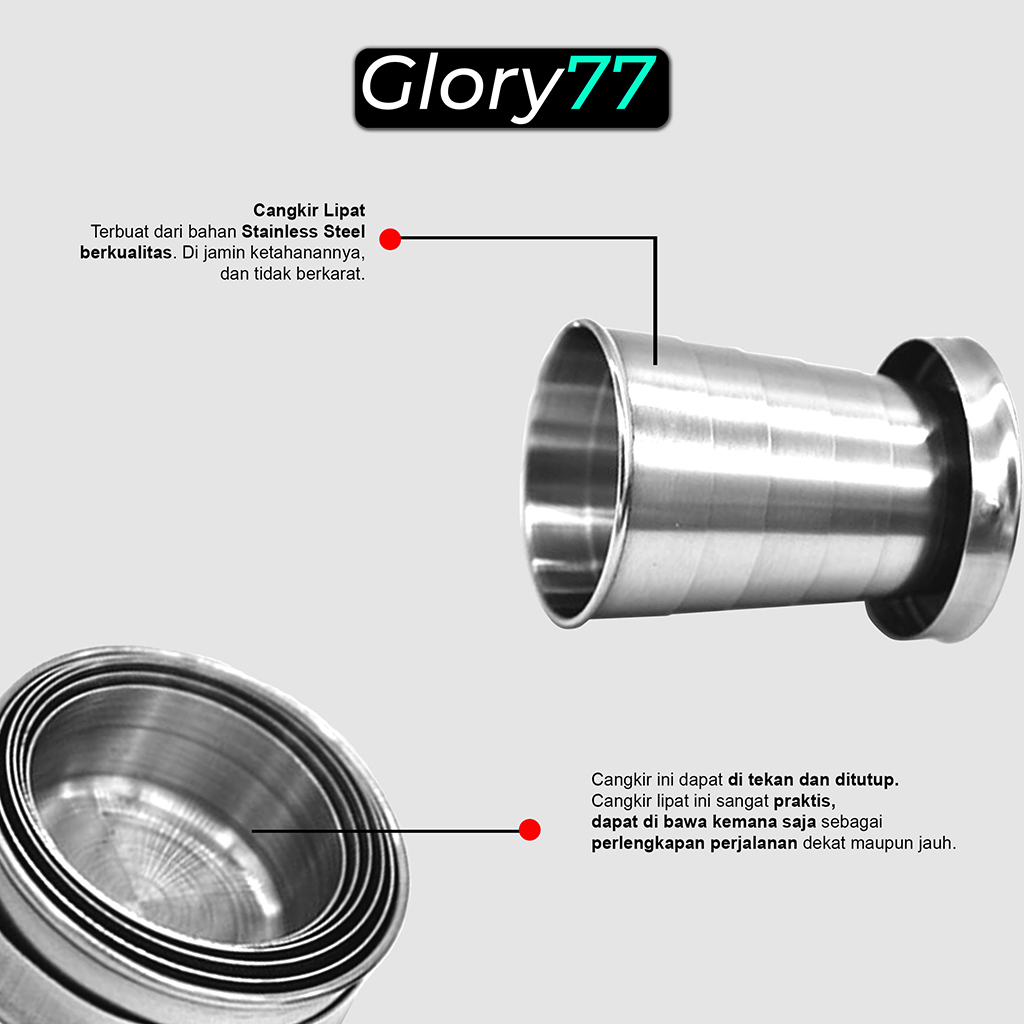 Glory77
Cangkir Lipat
Terbuat dari bahan Stainless Steel
berkualitas. Di jamin ketahanannya,
dan tidak berkarat.
Cangkir ini dapat di tekan dan ditutup.
Cangkir lipat ini sangat praktis,
dapat di bawa kemana saja sebagai
perlengkapan perjalanan dekat maupun jauh.